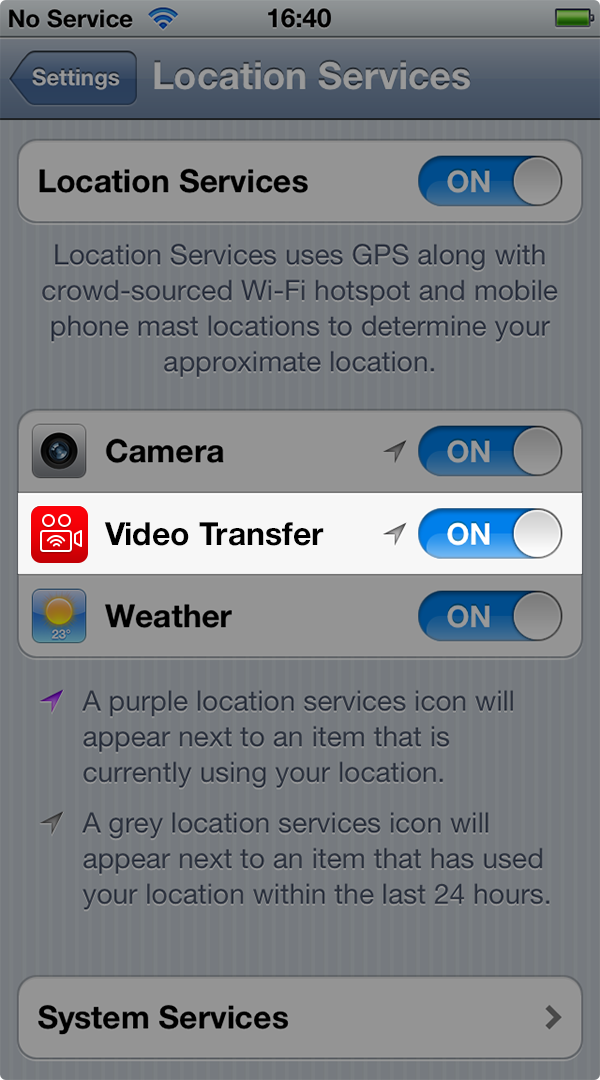 No Service 16:40
Settings Location Services
Location Services ON
Location Services uses GPS along with
crowd-sourced Wi-Fi hotspot and mobile
phone mast locations to determine your
approximate location.
Camera ON
Video Transfer ON
23°
Weather ON
A purple location services icon will
appear next to an item that is
currently using your location.
A grey location services icon will
appear next to an item that has used
your location within the last 24 hours.
System Services